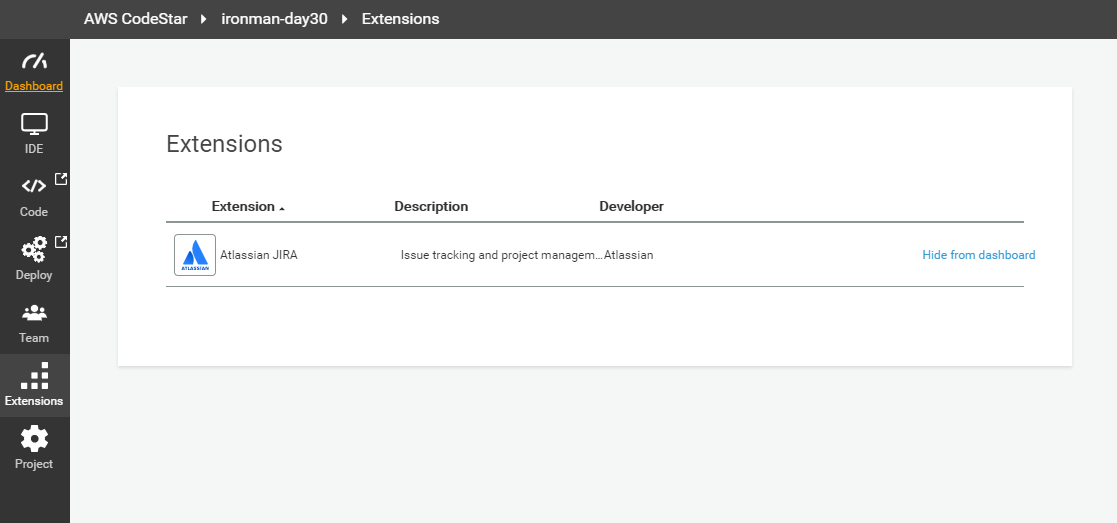 AWS CodeStar ironman-day30 Extensions
Dashboard
IDE
Code
Deploy
Team
Extensions
Project
Extensions
Extension Description Developer
ATLASSIAN Atlassian JIRA Issue tracking and project managem... Atlassian Hide from dashboard